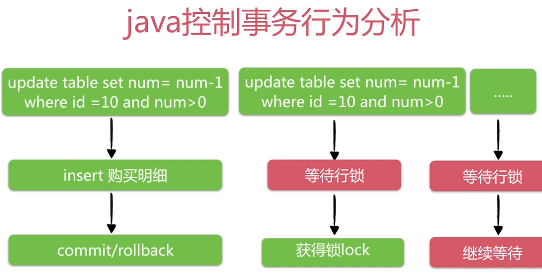 java控制事务行为分析
update table set num= num-1
where id =10 and num>0
update table set num= num-1
where id =10 and num>0
.....
insert 购买明细
等待行锁
等待行锁
commit/rollback
获得锁lock
继续等待